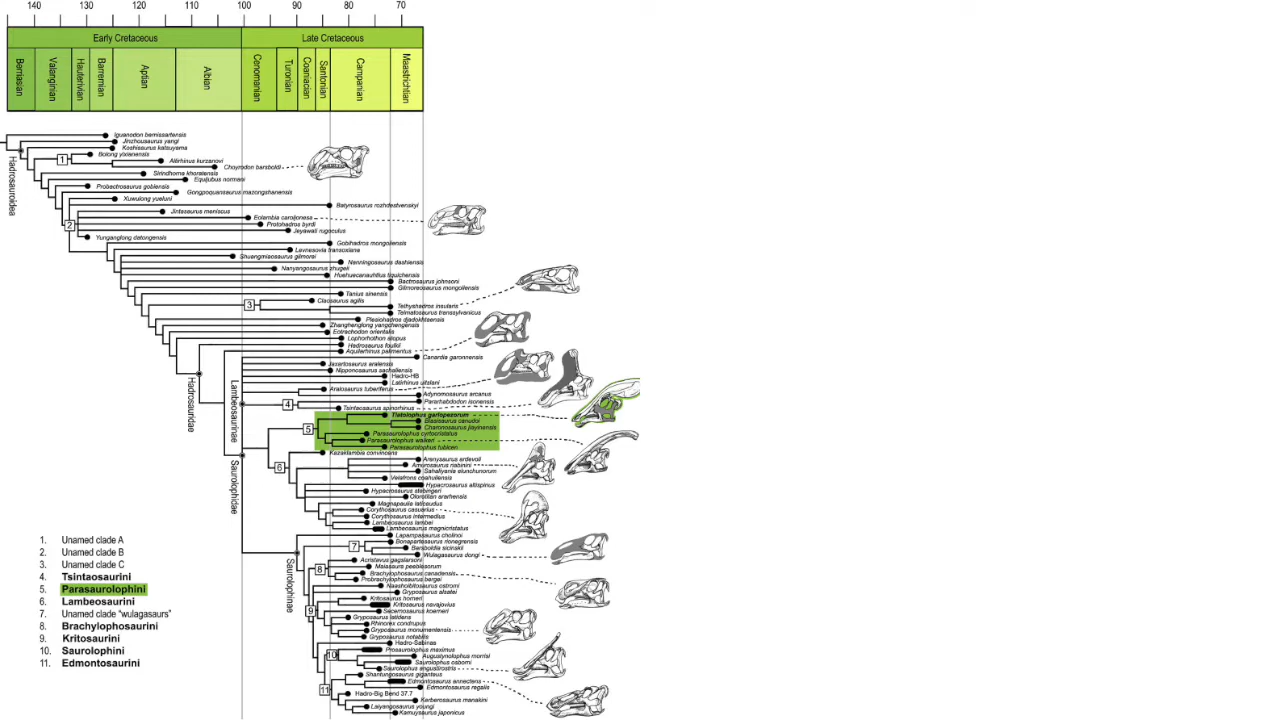 140 130 120 110 100 90 80 70
Early Cretaceous Late Cretaceous
Berriasian Valanginian Hauterivian Barremian Aptian Albian Cenomanian Turonian Coniacian Santonian Campanian Maastrichtian
Iguanodon bernissartensis
Jinzhousaurus yangi
Koshisaurus katsuyama
Bolong yixianensis
1
Altirhinus kurzanovi
Choyrodon barsboldi
Hadrosauroidea
Sirindhorna khoratensis
Equijubus normani
Probactrosaurus gobiensis
Gongpoquansaurus mazongshanensis
Xuwulong yueluni
Batyrosaurus rozhdestvenskyi
Jintasaurus meniscus
Eolambia caroljonesa
2
Protohadros byrdi
Jeyawati rugoculus
Yunganglong datongensis
Gobihadros mongoliensis
Levnesovia transoxiana
Shuangmiaosaurus gilmorei
Nanningosaurus dashiensis
Nanyangosaurus zhugeii
Huehuecanauhtlus tiquichensis
Bactrosaurus johnsoni
Gilmoreosaurus mongoliensis
Tanius sinensis
Claosaurus agilis
3
Tethyshadros insularis
Telmatosaurus transsylvanicus
Plesiohadros djadokhtaensis
Zhanghenglong yangchengensis
Eotrachodon orientalis
Lophorhothon atopus
Hadrosaurus foulkii
Aquilarhinus palimentus
Canardia garonnensis
Jaxartosaurus aralensis
Nipponosaurus sachaliensis
Hadro-HB
Latirhinus uitstlani
Hadrosauridae
Lambeosaurinae
Aralosaurus tuberiferus
Adynomosaurus arcanus
Pararhabdodon isonensis
4
Tsintaosaurus spinorhinus
Tlatolophus galorum
Blasisaurus canudoi
Charonosaurus jiayinensis
5
Parasaurolophus cyrtocristatus
Parasaurolophus walkeri
Parasaurolophus tubicen
Kazaklambia convincens
Arenysaurus ardevoli
Amurosaurus riabinini
6
Sahaliyania elunchunorum
Velafrons coahuilensis
Saurolophidae
Hypacrosaurus altispinus
Hypacrosaurus stebingeri
Olorotitan ararhensis
Magnapaulia laticaudus
Corythosaurus casuarius
Corythosaurus intermedius
Lambeosaurus lambei
Lambeosaurus magnicristatus
Lapampasaurus cholinoi
Bonapartesaurus rionegrensis
7
Barsboldia sicinskii
Wulagasaurus dongi
Saurolophinae
Acristavus gagslarsoni
Maiasaura peeblesorum
8
Brachylophosaurus canadensis
Probrachylophosaurus bergei
Naashoibitosaurus ostromi
Gryposaurus alsatei
Kritosaurus horneri
Kritosaurus navajovius
9
Secernosaurus koerneri
Gryposaurus latidens
Rhinorex condrupus
Gryposaurus monumentensis
Gryposaurus notabilis
Hadro-Sabinas
Prosaurolophus maximus
10
Augustynolophus morrisi
Saurolophus osborni
Saurolophus angustirostris
Shantungosaurus giganteus
Edmontosaurus annectens
Edmontosaurus regalis
11
Hadro-Big Bend 37.7
Kerberosaurus manakini
Laiyangosaurus youngi
Kamuysaurus japonicus
1. Unamed clade A
2. Unamed clade B
3. Unamed clade C
4. Tsintaosaurini
5. Parasaurolophini
6. Lambeosaurini
7. Unamed clade "wulagasaurs"
8. Brachylophosaurini
9. Kritosaurini
10. Saurolophini
11. Edmontosaurini